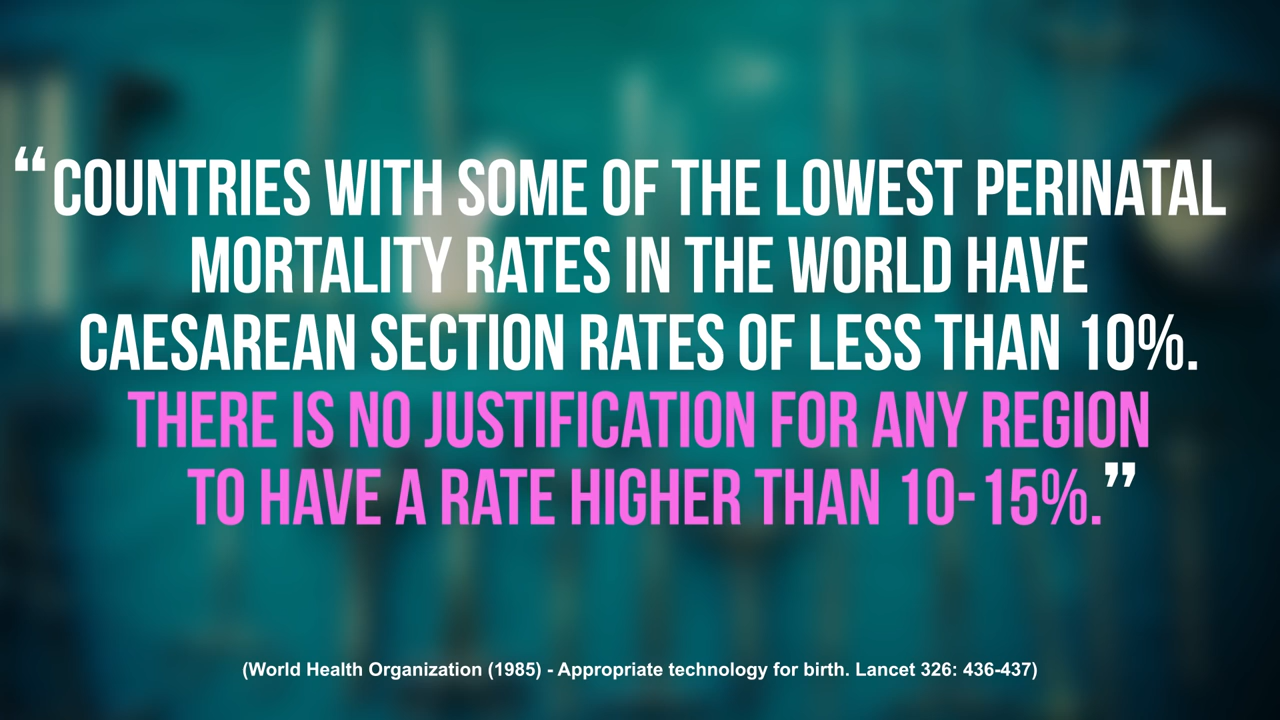 “COUNTRIES WITH SOME OF THE LOWEST PERINATAL
MORTALITY RATES IN THE WORLD HAVE
CAESAREAN SECTION RATES OF LESS THAN 10%.
THERE IS NO JUSTIFICATION FOR ANY REGION
TO HAVE A RATE HIGHER THAN 10-15%.”
(World Health Organization (1985) - Appropriate technology for birth. Lancet 326: 436-437)